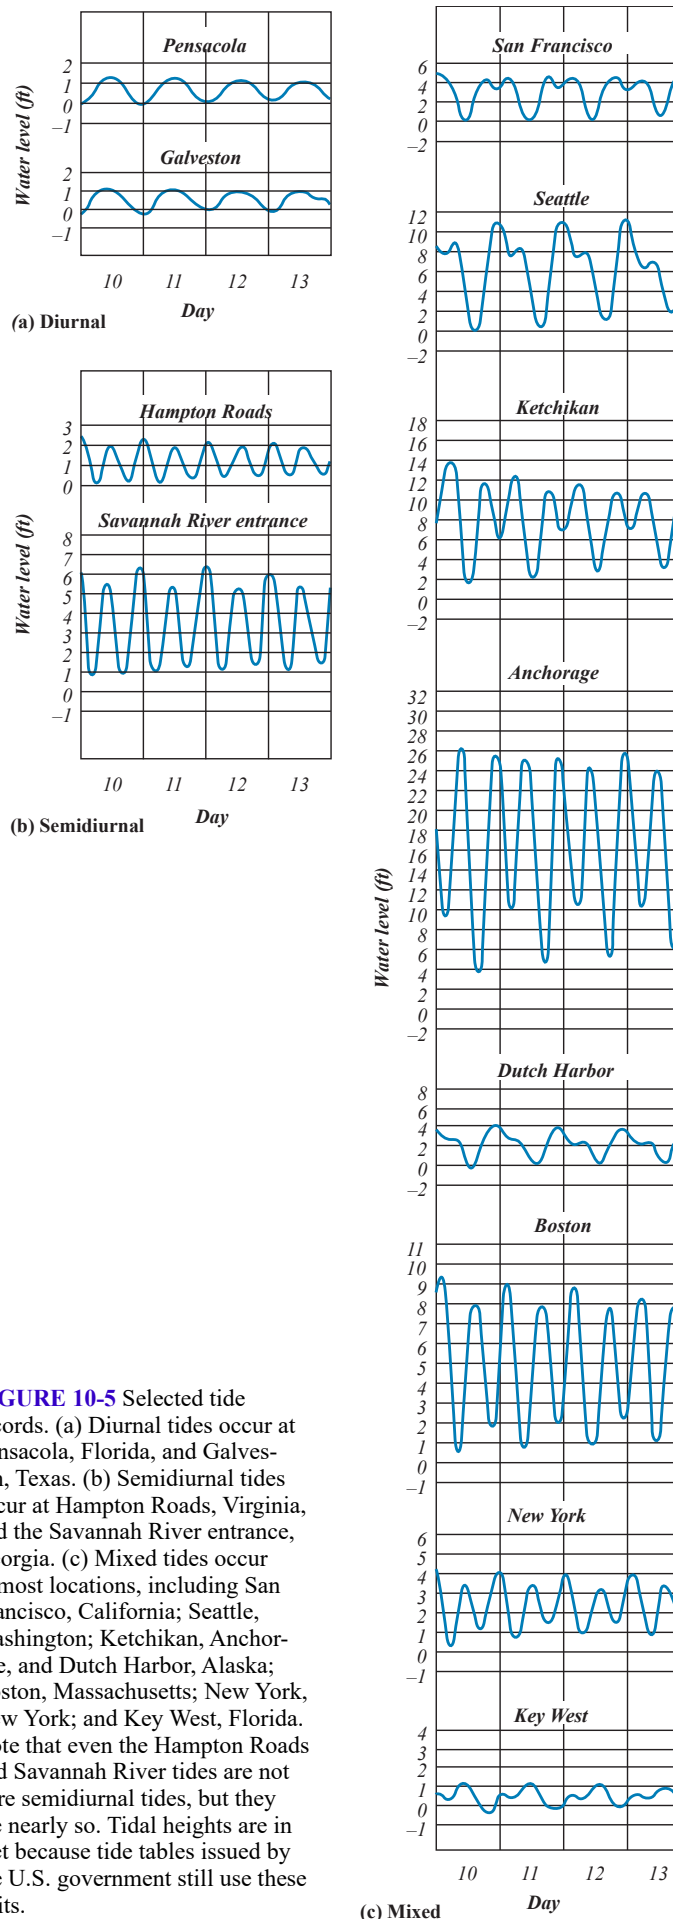 Pensacola
2
1
0
–1
Water level (ft)
Galveston
2
1
0
–1
10 11 12 13
Day
(a) Diurnal
Hampton Roads
3
2
1
0
Savannah River entrance
Water level (ft)
8
7
6
5
4
3
2
1
0
–1
10 11 12 13
Day
(b) Semidiurnal
San Francisco
6
4
2
0
–2
Seattle
12
10
8
6
4
2
0
–2
Ketchikan
18
16
14
12
10
8
6
4
2
0
–2
Anchorage
32
30
28
26
24
22
20
18
16
14
12
10
8
6
4
2
0
–2
Water level (ft)
Dutch Harbor
8
6
4
2
0
–2
Boston
11
10
9
8
7
6
5
4
3
2
1
0
–1
New York
6
5
4
3
2
1
0
–1
Key West
4
3
2
1
0
–1
10 11 12 13
Day
(c) Mixed
GURE 10-5 Selected tide
cords. (a) Diurnal tides occur at
nsacola, Florida, and Galves-
n, Texas. (b) Semidiurnal tides
cur at Hampton Roads, Virginia,
d the Savannah River entrance,
orgia. (c) Mixed tides occur
most locations, including San
ancisco, California; Seattle,
ashington; Ketchikan, Anchor-
e, and Dutch Harbor, Alaska;
ston, Massachusetts; New York,
w York; and Key West, Florida.
ote that even the Hampton Roads
d Savannah River tides are not
re semidiurnal tides, but they
e nearly so. Tidal heights are in
et because tide tables issued by
e U.S. government still use these
its.